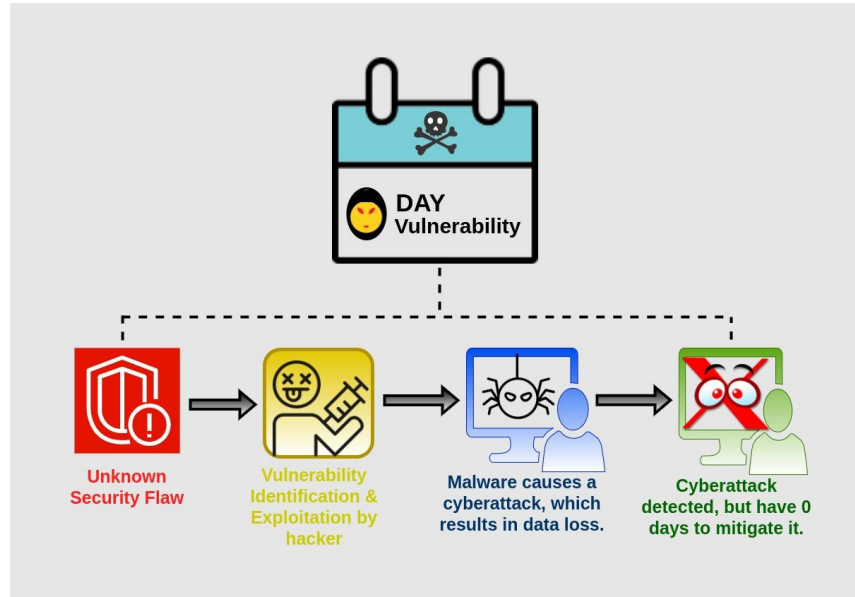 DAY
Vulnerability
Unknown
Security Flaw
Vulnerability
Identification &
Exploitation by
hacker
Malware causes a
cyberattack, which
results in data loss.
Cyberattack
detected, but have 0
days to mitigate it.